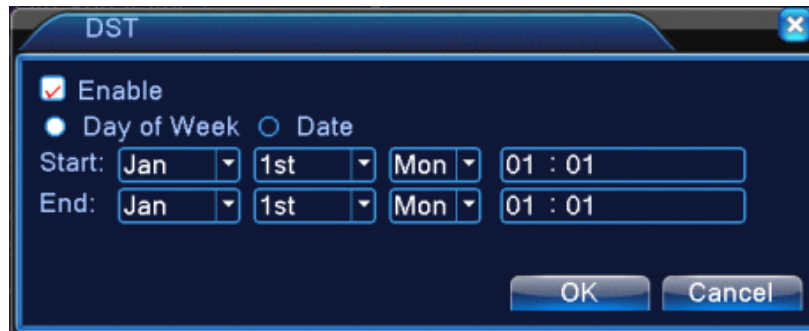 DST
Enable
Day of Week Date
Start: Jan 1st Mon 01 : 01
End: Jan 1st Mon 01 : 01
OK Cancel